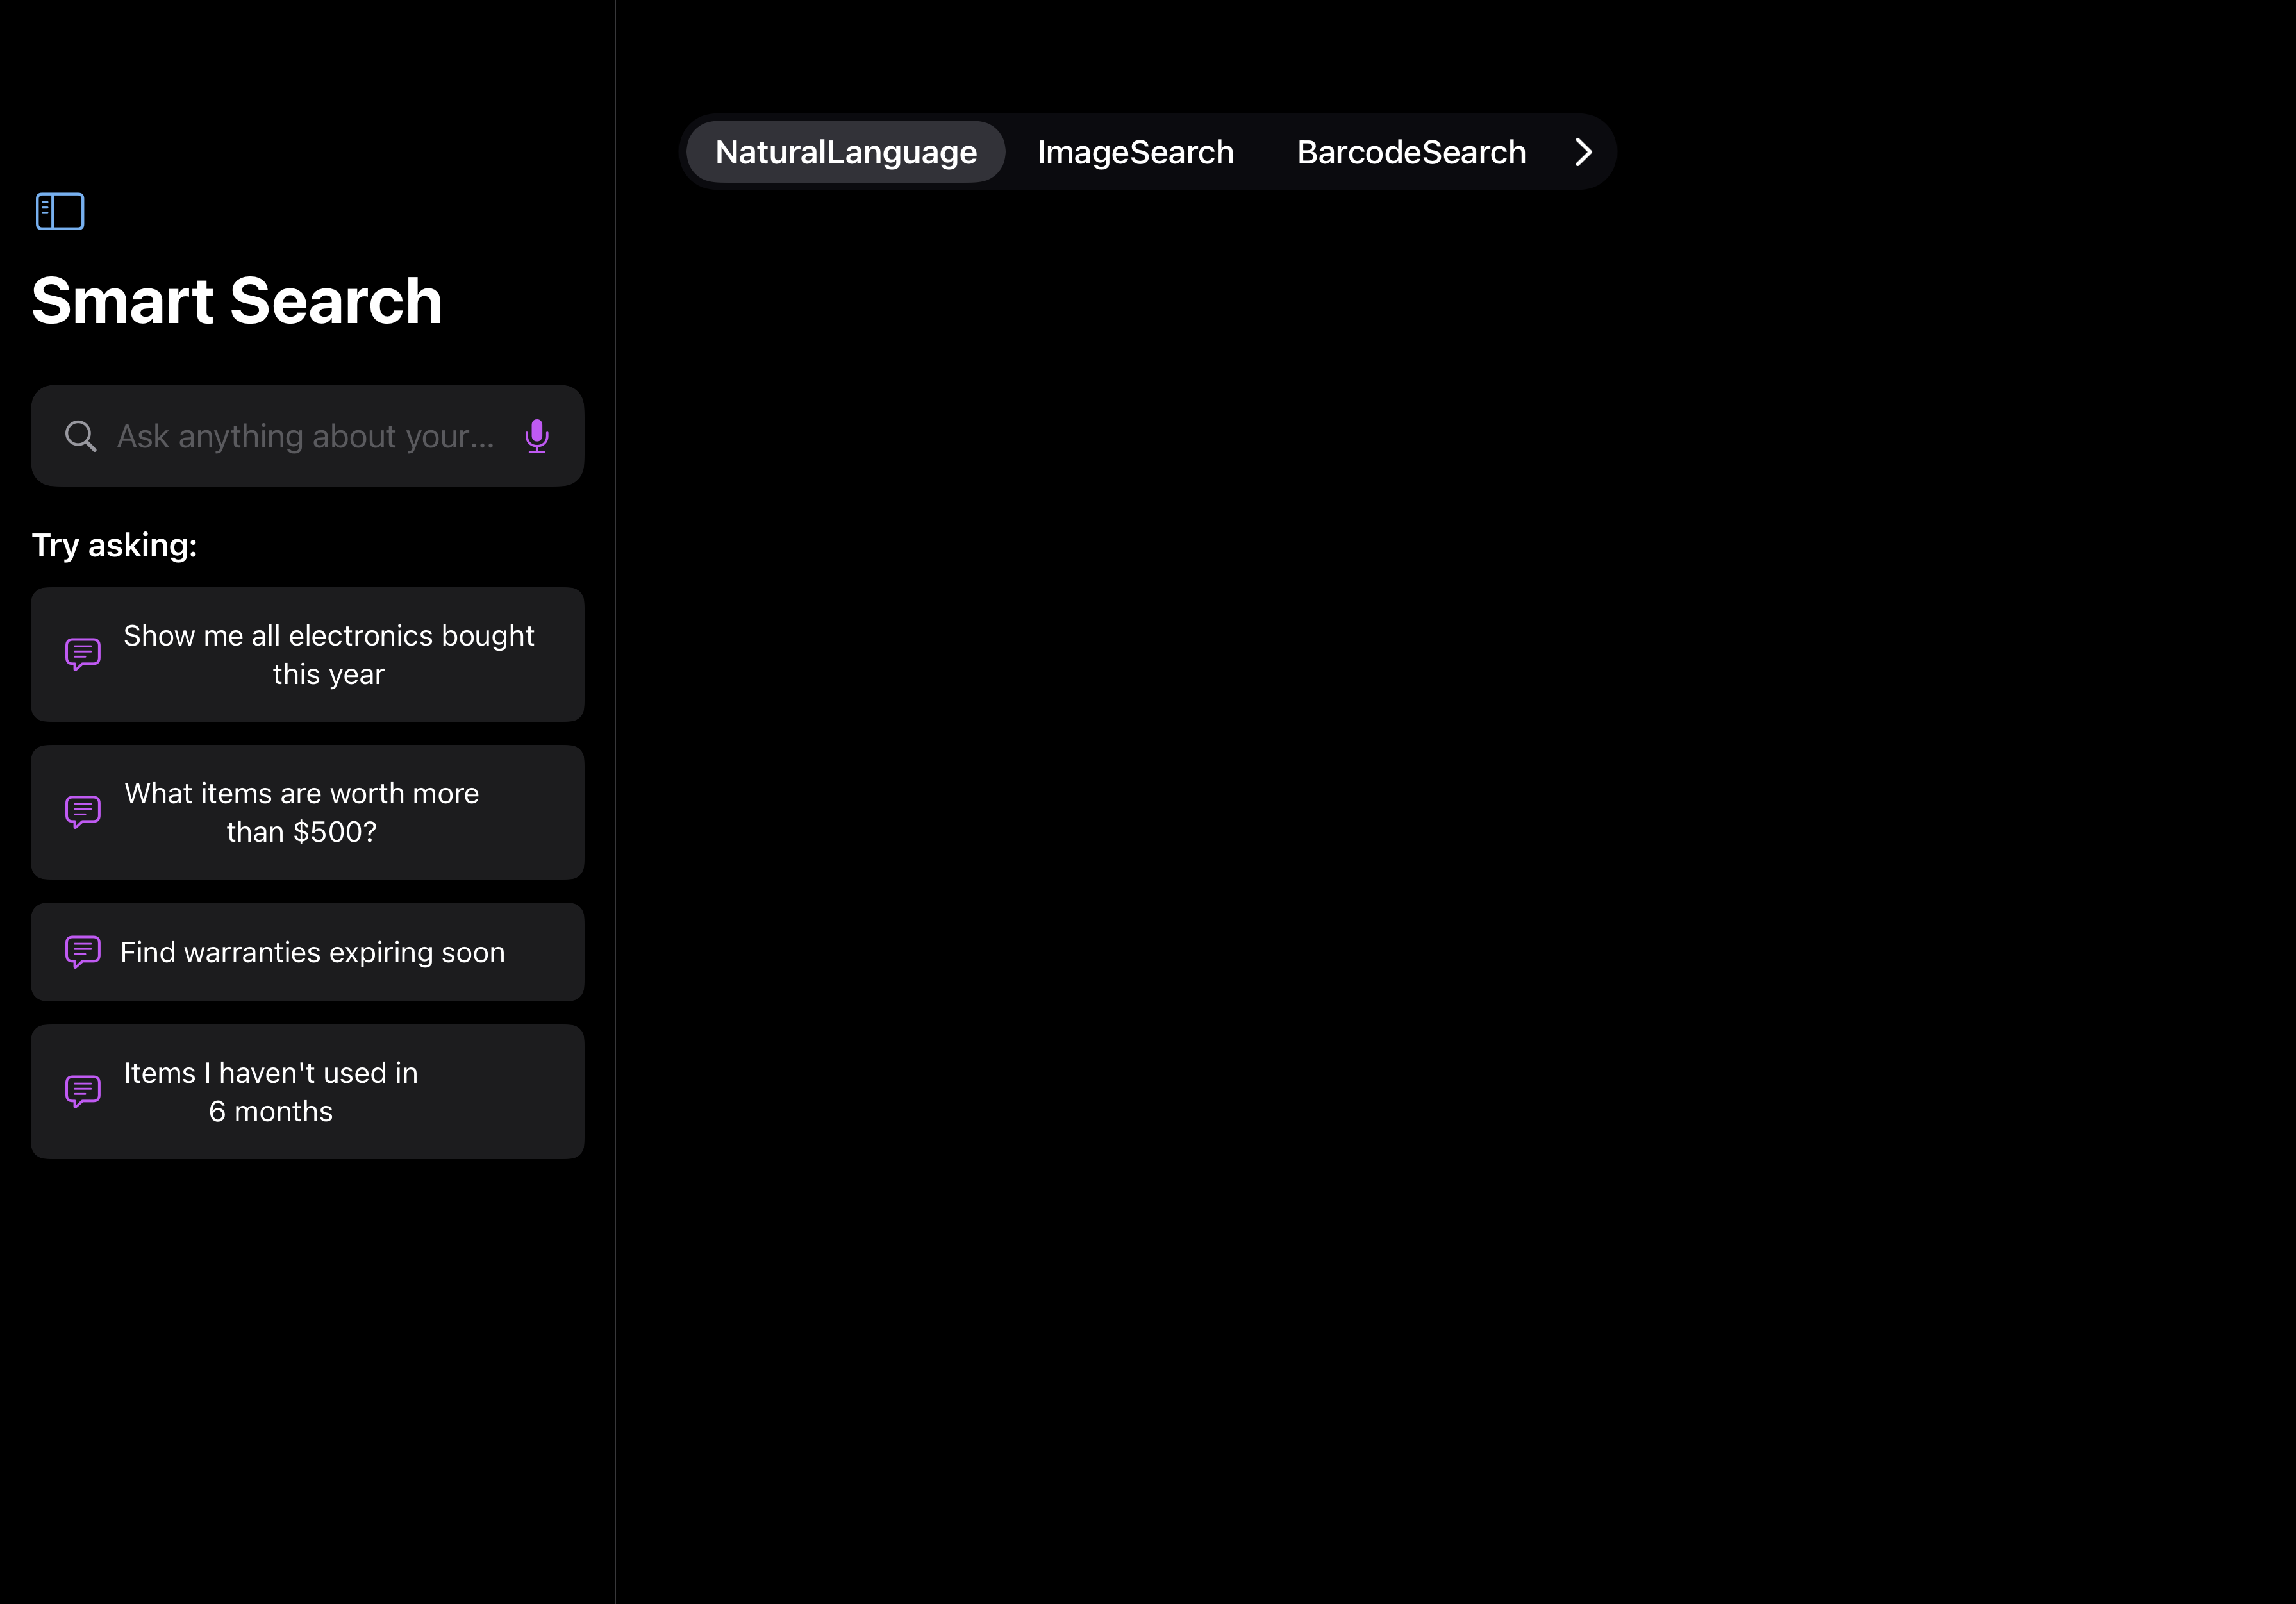 NaturalLanguage
ImageSearch
BarcodeSearch
Smart Search
Ask anything about your...
Try asking:
Show me all electronics bought
this year
What items are worth more
than $500?
Find warranties expiring soon
Items I haven't used in
6 months